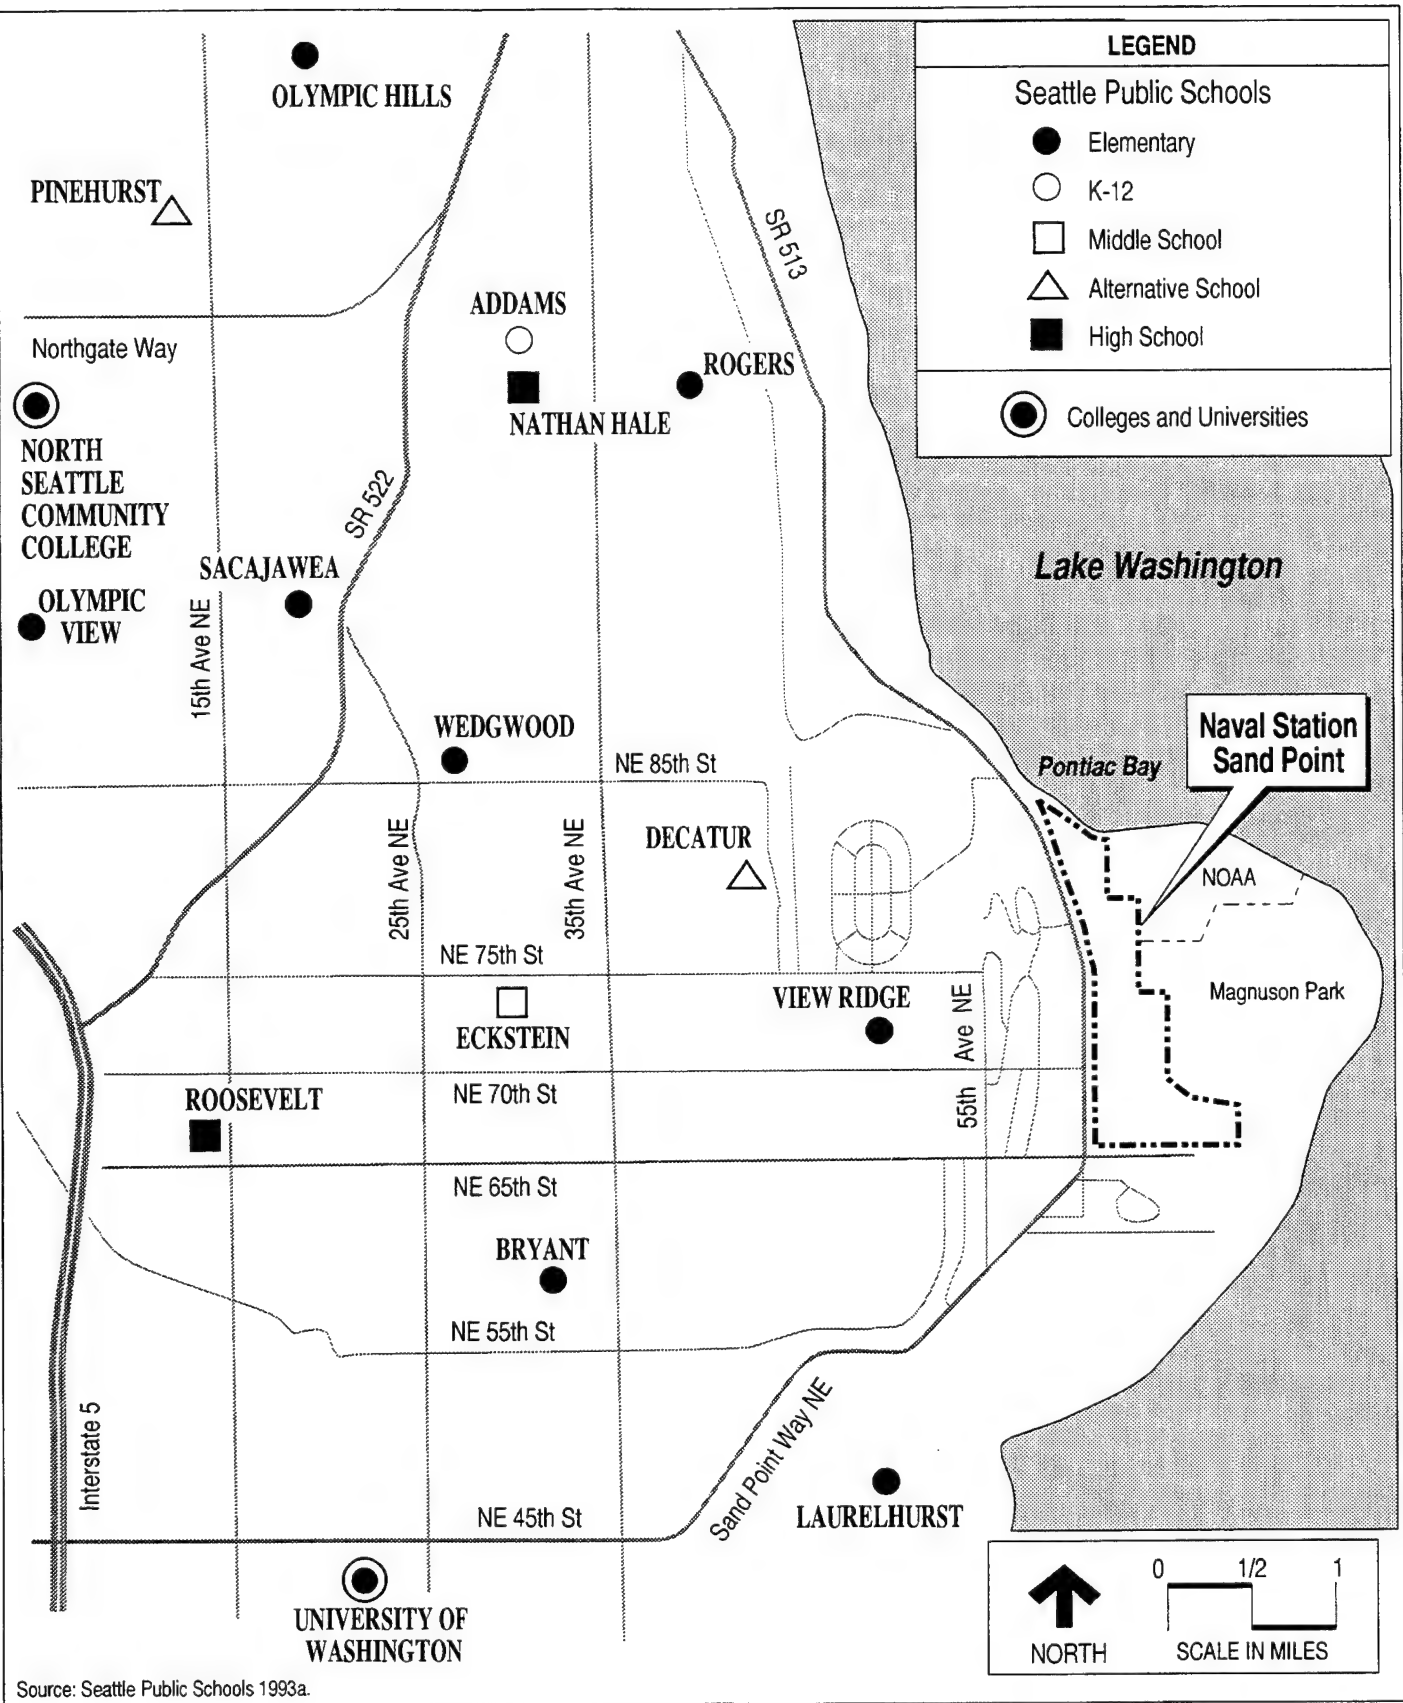 LEGEND
Seattle Public Schools
Elementary
K-12
Middle School
Alternative School
High School
Colleges and Universities
OLYMPIC HILLS
PINEHURST
SR 513
ADDAMS
Northgate Way
ROGERS
NATHAN HALE
NORTH
SEATTLE
COMMUNITY
COLLEGE
SR 522
SACAJAWEA
Lake Washington
OLYMPIC
VIEW
15th Ave NE
WEDGWOOD
NE 85th St
Pontiac Bay
Naval Station
Sand Point
25th Ave NE
35th Ave NE
DECATUR
NOAA
NE 75th St
VIEW RIDGE
55th Ave NE
Magnuson Park
ECKSTEIN
ROOSEVELT
NE 70th St
NE 65th St
BRYANT
NE 55th St
Interstate 5
Sand Point Way NE
NE 45th St
LAURELHURST
UNIVERSITY OF
WASHINGTON
0 1/2 1
NORTH
SCALE IN MILES
Source: Seattle Public Schools 1993a.